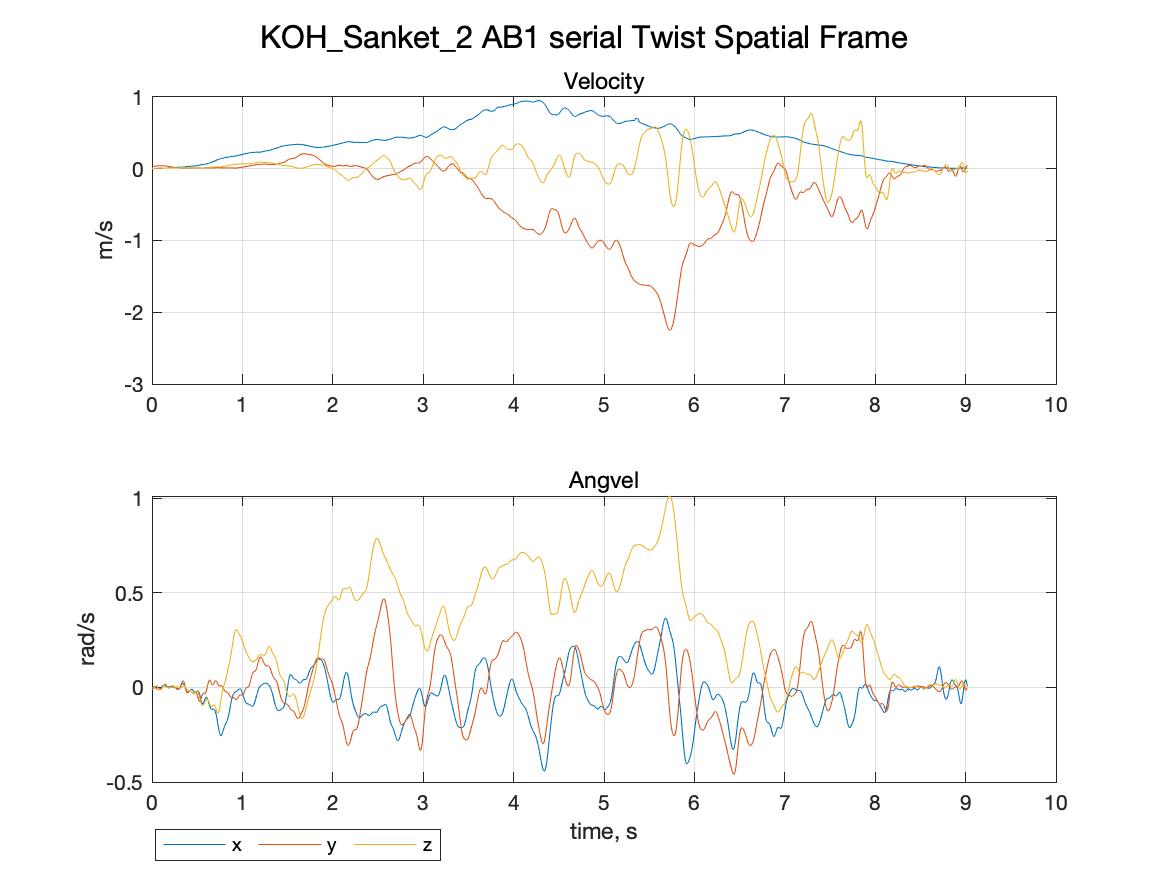 KOH_Sanket_2 AB1 serial Twist Spatial Frame
Velocity
1
0
-1
-2
-3
m/s
0 1 2 3 4 5 6 7 8 9 10
Angvel
1
0.5
0
-0.5
rad/s
0 1 2 3 4 5 6 7 8 9 10
time, s
x y z